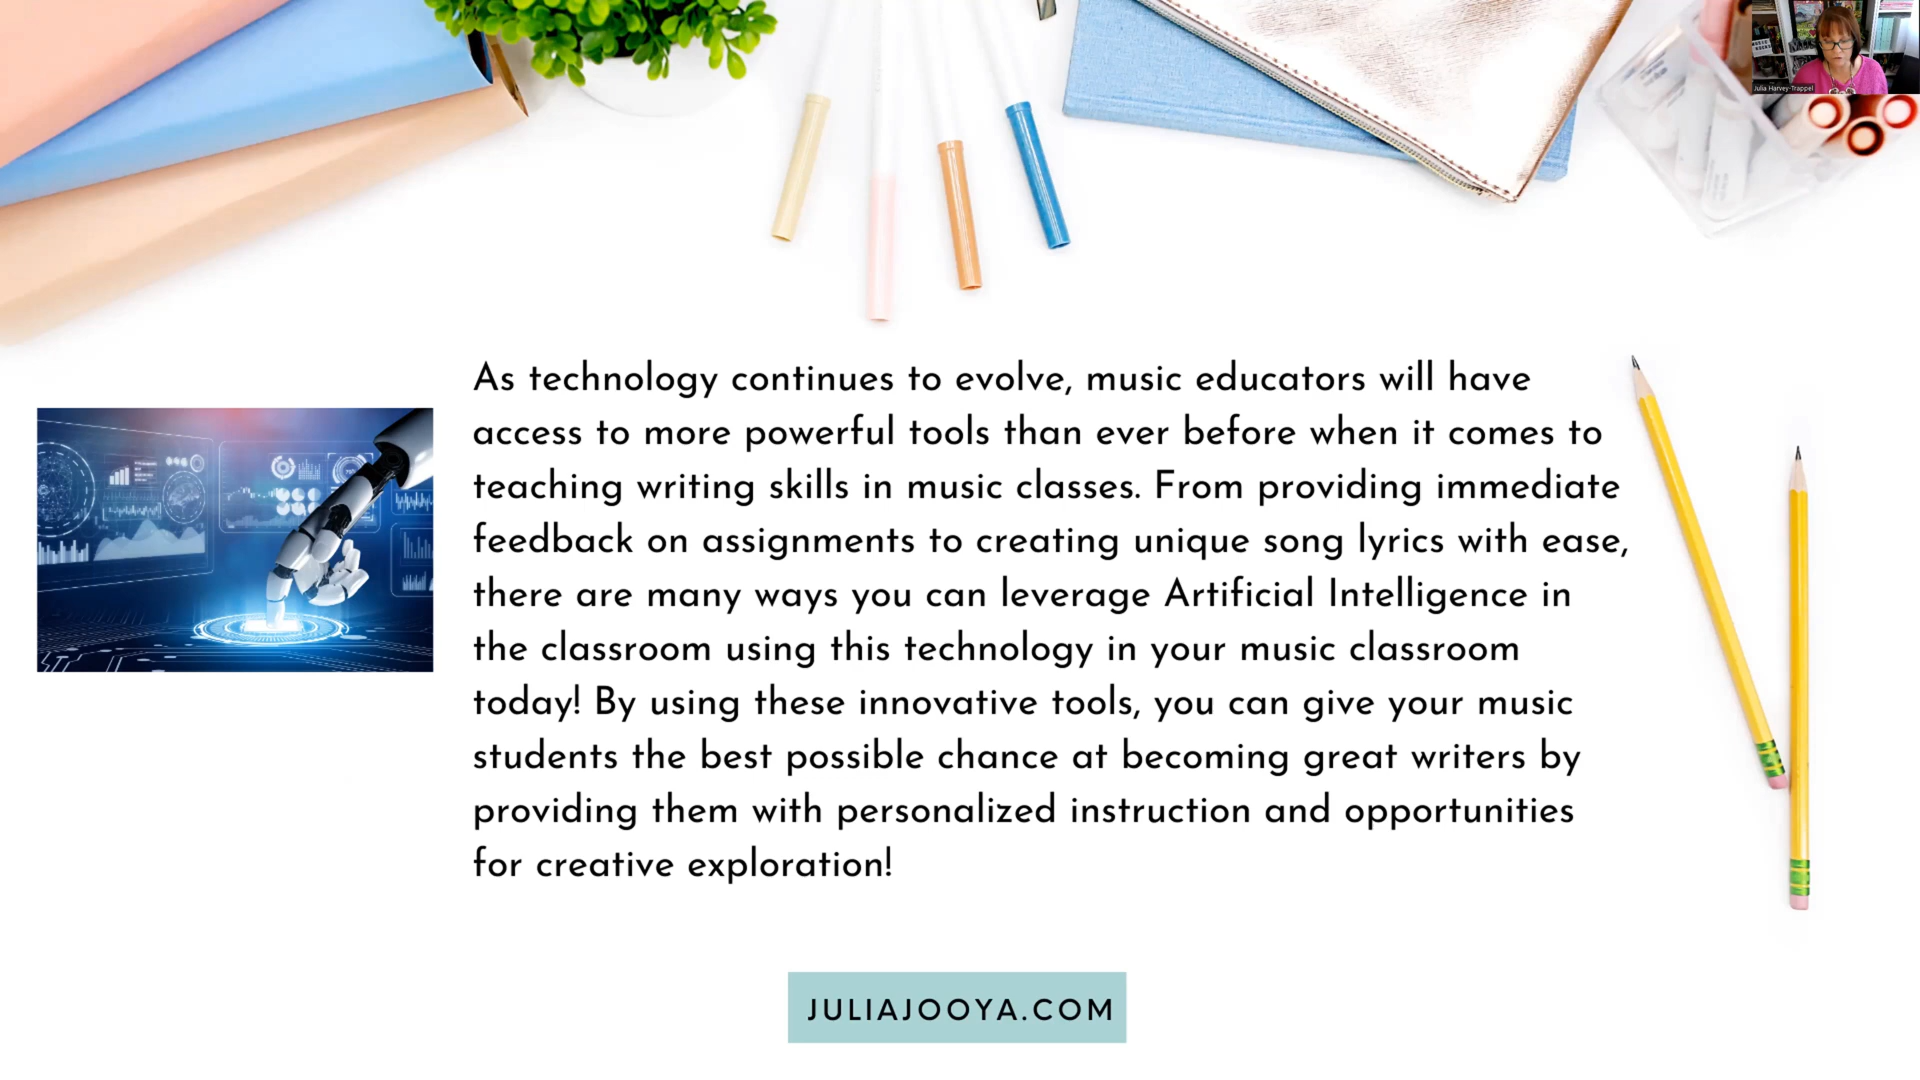 Julia Harvey-Trappel
As technology continues to evolve, music educators will have
access to more powerful tools than ever before when it comes to
teaching writing skills in music classes. From providing immediate
feedback on assignments to creating unique song lyrics with ease,
there are many ways you can leverage Artificial Intelligence in
the classroom using this technology in your music classroom
today! By using these innovative tools, you can give your music
students the best possible chance at becoming great writers by
providing them with personalized instruction and opportunities
for creative exploration!
JULIAJOOYA.COM